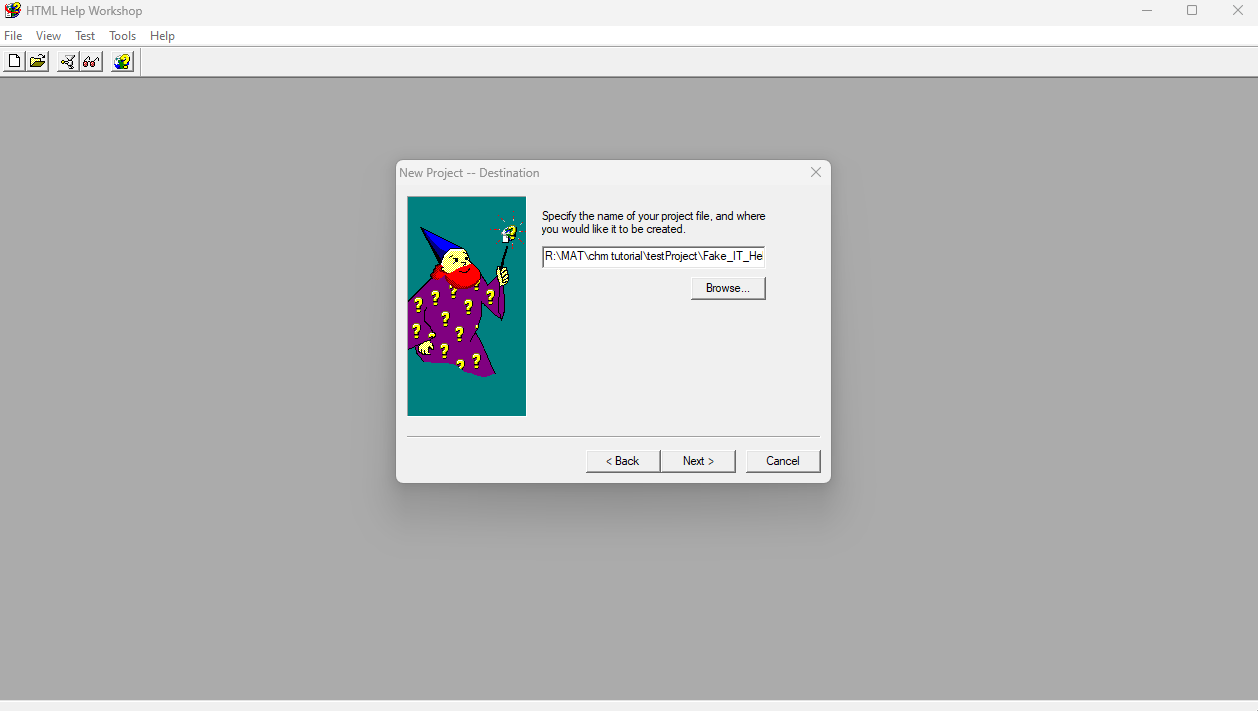 HTML Help Workshop
File View Test Tools Help
New Project -- Destination
Specify the name of your project file, and where
you would like it to be created.
R:\MAT\chm tutorial\testProject\Fake_IT_He
Browse...
< Back Next > Cancel